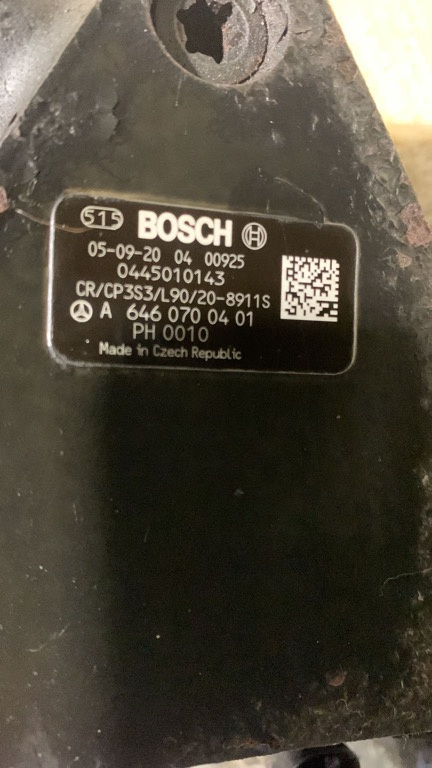 515 BOSCH
05-09-20 04 00925
0445010143
CR/CP3S3/L90/20-8911S
A 646 070 04 01
PH 0010
Made in Czech Republic